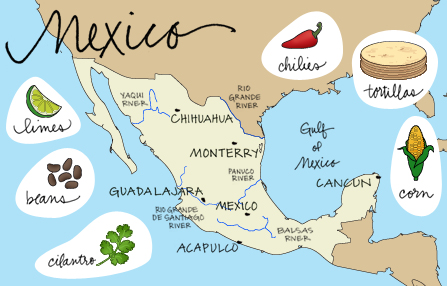 Mexico
chilies
tortillas
limes
YAQUI
RIVER
RIO
GRANDE
RIVER
CHIHUAHUA
Gulf
of
Mexico
MONTERRY
beans
PANUCO
RIVER
CANCUN
corn
GUADALAJARA
MEXICO
RIO GRANDE
DE SANTIAGO
RIVER
BALSAS
RIVER
ACAPULCO
cilantro